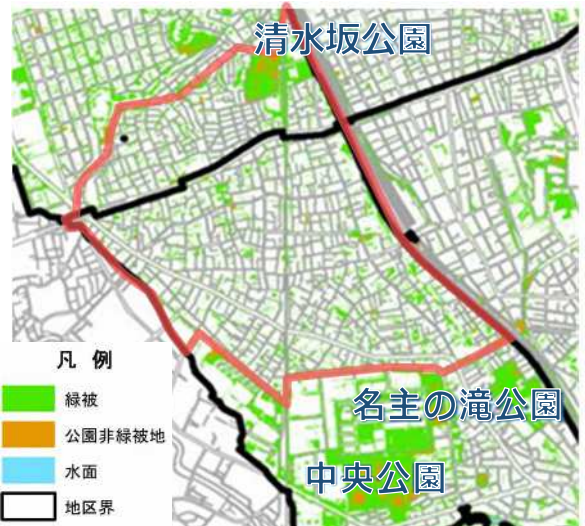 清水坂公園
名主の滝公園
中央公園
凡 例
緑被
公園非緑被地
水面
地区界